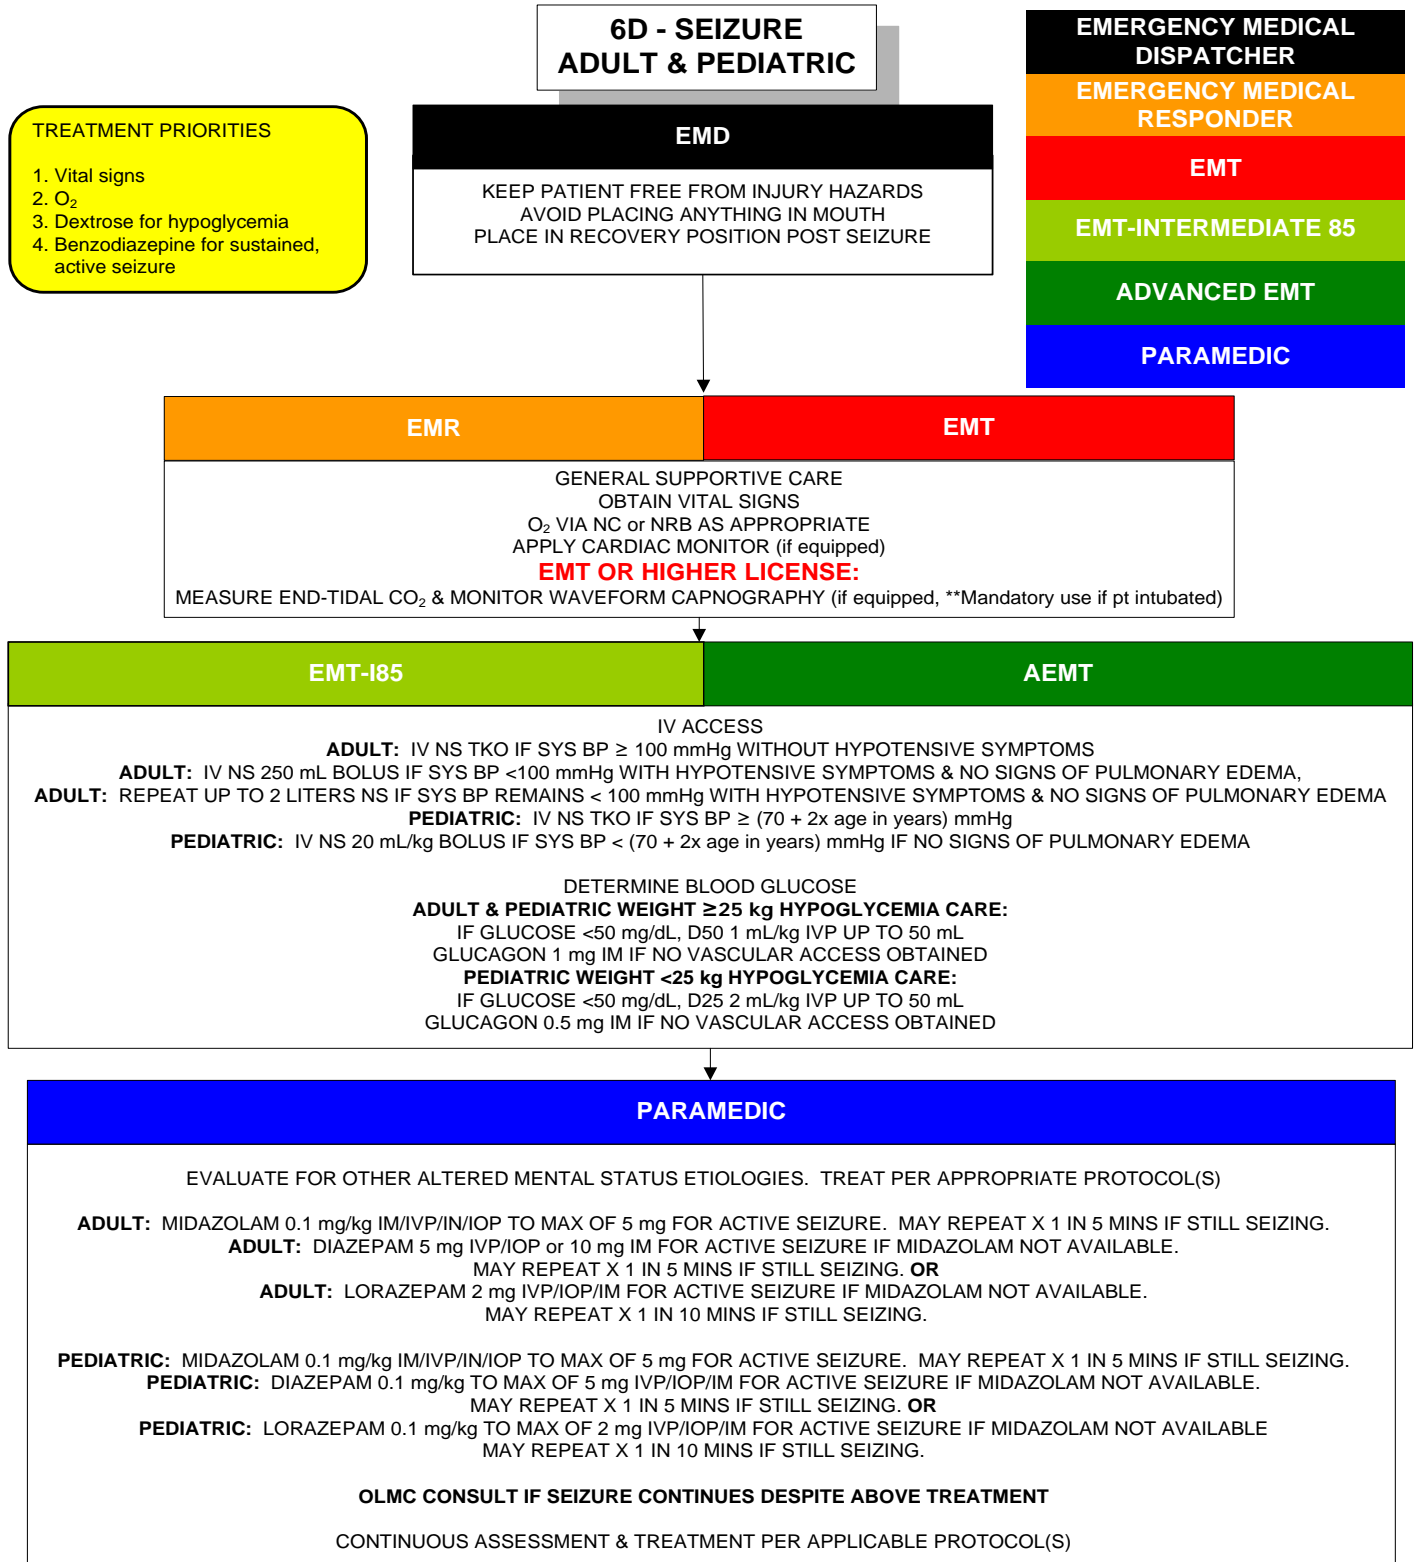 6D - SEIZURE
ADULT & PEDIATRIC
EMERGENCY MEDICAL
DISPATCHER
EMERGENCY MEDICAL
RESPONDER
EMT
EMT-INTERMEDIATE 85
ADVANCED EMT
PARAMEDIC
TREATMENT PRIORITIES
1. Vital signs
2. O₂
3. Dextrose for hypoglycemia
4. Benzodiazepine for sustained,
active seizure
EMD
KEEP PATIENT FREE FROM INJURY HAZARDS
AVOID PLACING ANYTHING IN MOUTH
PLACE IN RECOVERY POSITION POST SEIZURE
EMR
EMT
GENERAL SUPPORTIVE CARE
OBTAIN VITAL SIGNS
O₂ VIA NC or NRB AS APPROPRIATE
APPLY CARDIAC MONITOR (if equipped)
EMT OR HIGHER LICENSE:
MEASURE END-TIDAL CO₂ & MONITOR WAVEFORM CAPNOGRAPHY (if equipped, **Mandatory use if pt intubated)
EMT-I85
AEMT
IV ACCESS
ADULT: IV NS TKO IF SYS BP ≥ 100 mmHg WITHOUT HYPOTENSIVE SYMPTOMS
ADULT: IV NS 250 mL BOLUS IF SYS BP <100 mmHg WITH HYPOTENSIVE SYMPTOMS & NO SIGNS OF PULMONARY EDEMA,
ADULT: REPEAT UP TO 2 LITERS NS IF SYS BP REMAINS < 100 mmHg WITH HYPOTENSIVE SYMPTOMS & NO SIGNS OF PULMONARY EDEMA
PEDIATRIC: IV NS TKO IF SYS BP ≥ (70 + 2x age in years) mmHg
PEDIATRIC: IV NS 20 mL/kg BOLUS IF SYS BP < (70 + 2x age in years) mmHg IF NO SIGNS OF PULMONARY EDEMA
DETERMINE BLOOD GLUCOSE
ADULT & PEDIATRIC WEIGHT ≥25 kg HYPOGLYCEMIA CARE:
IF GLUCOSE <50 mg/dL, D50 1 mL/kg IVP UP TO 50 mL
GLUCAGON 1 mg IM IF NO VASCULAR ACCESS OBTAINED
PEDIATRIC WEIGHT <25 kg HYPOGLYCEMIA CARE:
IF GLUCOSE <50 mg/dL, D25 2 mL/kg IVP UP TO 50 mL
GLUCAGON 0.5 mg IM IF NO VASCULAR ACCESS OBTAINED
PARAMEDIC
EVALUATE FOR OTHER ALTERED MENTAL STATUS ETIOLOGIES. TREAT PER APPROPRIATE PROTOCOL(S)
ADULT: MIDAZOLAM 0.1 mg/kg IM/IVP/IN/IOP TO MAX OF 5 mg FOR ACTIVE SEIZURE. MAY REPEAT X 1 IN 5 MINS IF STILL SEIZING.
ADULT: DIAZEPAM 5 mg IVP/IOP or 10 mg IM FOR ACTIVE SEIZURE IF MIDAZOLAM NOT AVAILABLE.
MAY REPEAT X 1 IN 5 MINS IF STILL SEIZING. OR
ADULT: LORAZEPAM 2 mg IVP/IOP/IM FOR ACTIVE SEIZURE IF MIDAZOLAM NOT AVAILABLE.
MAY REPEAT X 1 IN 10 MINS IF STILL SEIZING.
PEDIATRIC: MIDAZOLAM 0.1 mg/kg IM/IVP/IN/IOP TO MAX OF 5 mg FOR ACTIVE SEIZURE. MAY REPEAT X 1 IN 5 MINS IF STILL SEIZING.
PEDIATRIC: DIAZEPAM 0.1 mg/kg TO MAX OF 5 mg IVP/IOP/IM FOR ACTIVE SEIZURE IF MIDAZOLAM NOT AVAILABLE.
MAY REPEAT X 1 IN 5 MINS IF STILL SEIZING. OR
PEDIATRIC: LORAZEPAM 0.1 mg/kg TO MAX OF 2 mg IVP/IOP/IM FOR ACTIVE SEIZURE IF MIDAZOLAM NOT AVAILABLE
MAY REPEAT X 1 IN 10 MINS IF STILL SEIZING.
OLMC CONSULT IF SEIZURE CONTINUES DESPITE ABOVE TREATMENT
CONTINUOUS ASSESSMENT & TREATMENT PER APPLICABLE PROTOCOL(S)